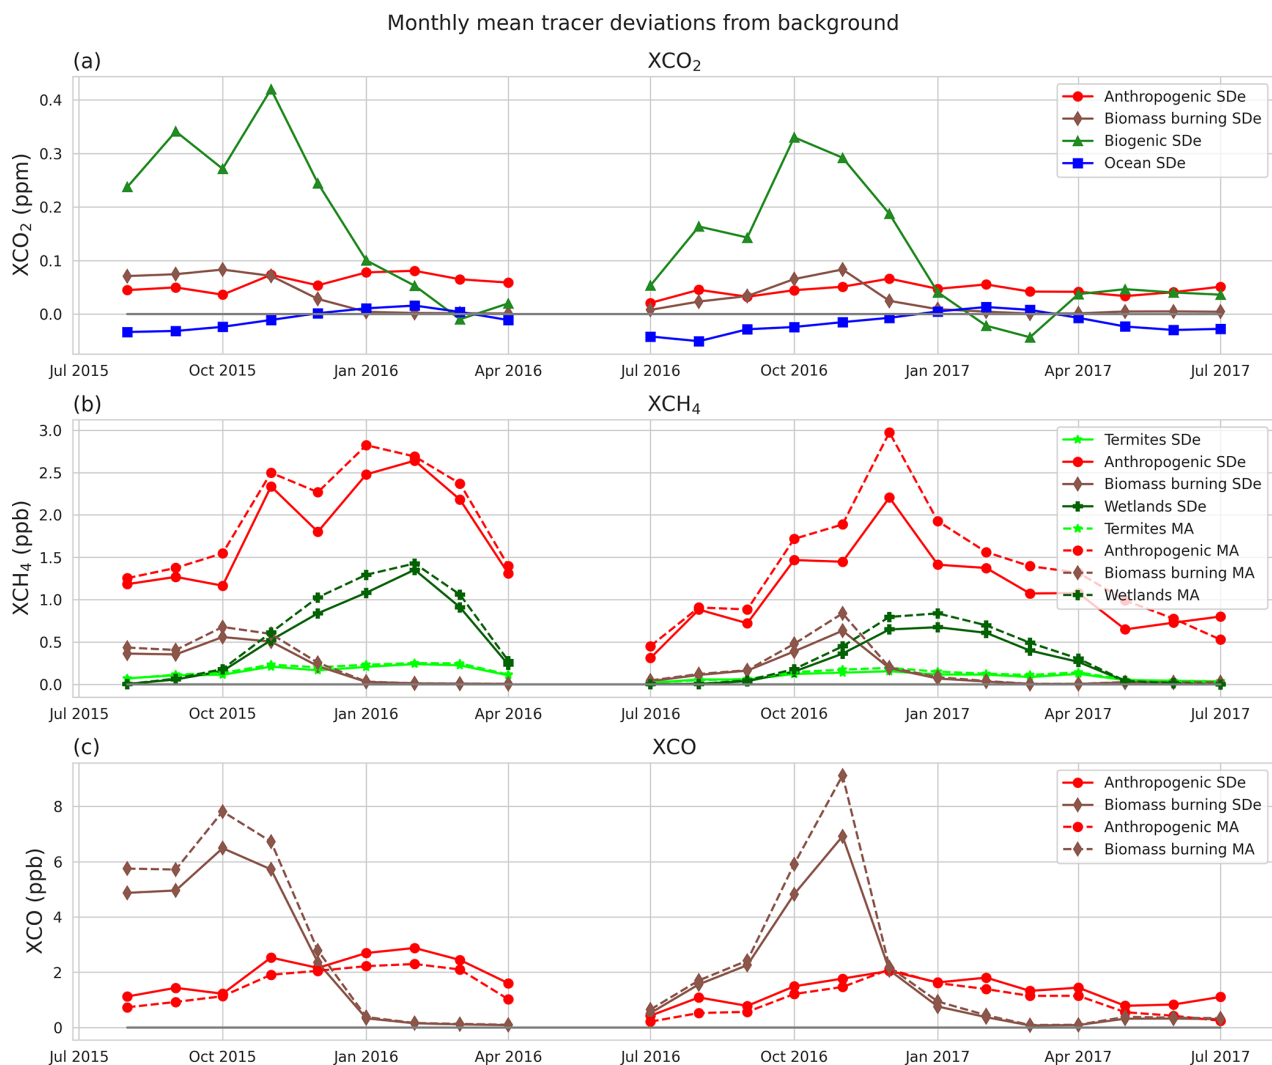 Monthly mean tracer deviations from background
(a)
XCO₂
XCO₂ (ppm)
0.4
0.3
0.2
0.1
0.0
Anthropogenic SDe
Biomass burning SDe
Biogenic SDe
Ocean SDe
Jul 2015 Oct 2015 Jan 2016 Apr 2016 Jul 2016 Oct 2016 Jan 2017 Apr 2017 Jul 2017
(b)
XCH₄
XCH₄ (ppb)
3.0
2.5
2.0
1.5
1.0
0.5
0.0
Termites SDe
Anthropogenic SDe
Biomass burning SDe
Wetlands SDe
Termites MA
Anthropogenic MA
Biomass burning MA
Wetlands MA
Jul 2015 Oct 2015 Jan 2016 Apr 2016 Jul 2016 Oct 2016 Jan 2017 Apr 2017 Jul 2017
(c)
XCO
XCO (ppb)
8
6
4
2
0
Anthropogenic SDe
Biomass burning SDe
Anthropogenic MA
Biomass burning MA
Jul 2015 Oct 2015 Jan 2016 Apr 2016 Jul 2016 Oct 2016 Jan 2017 Apr 2017 Jul 2017